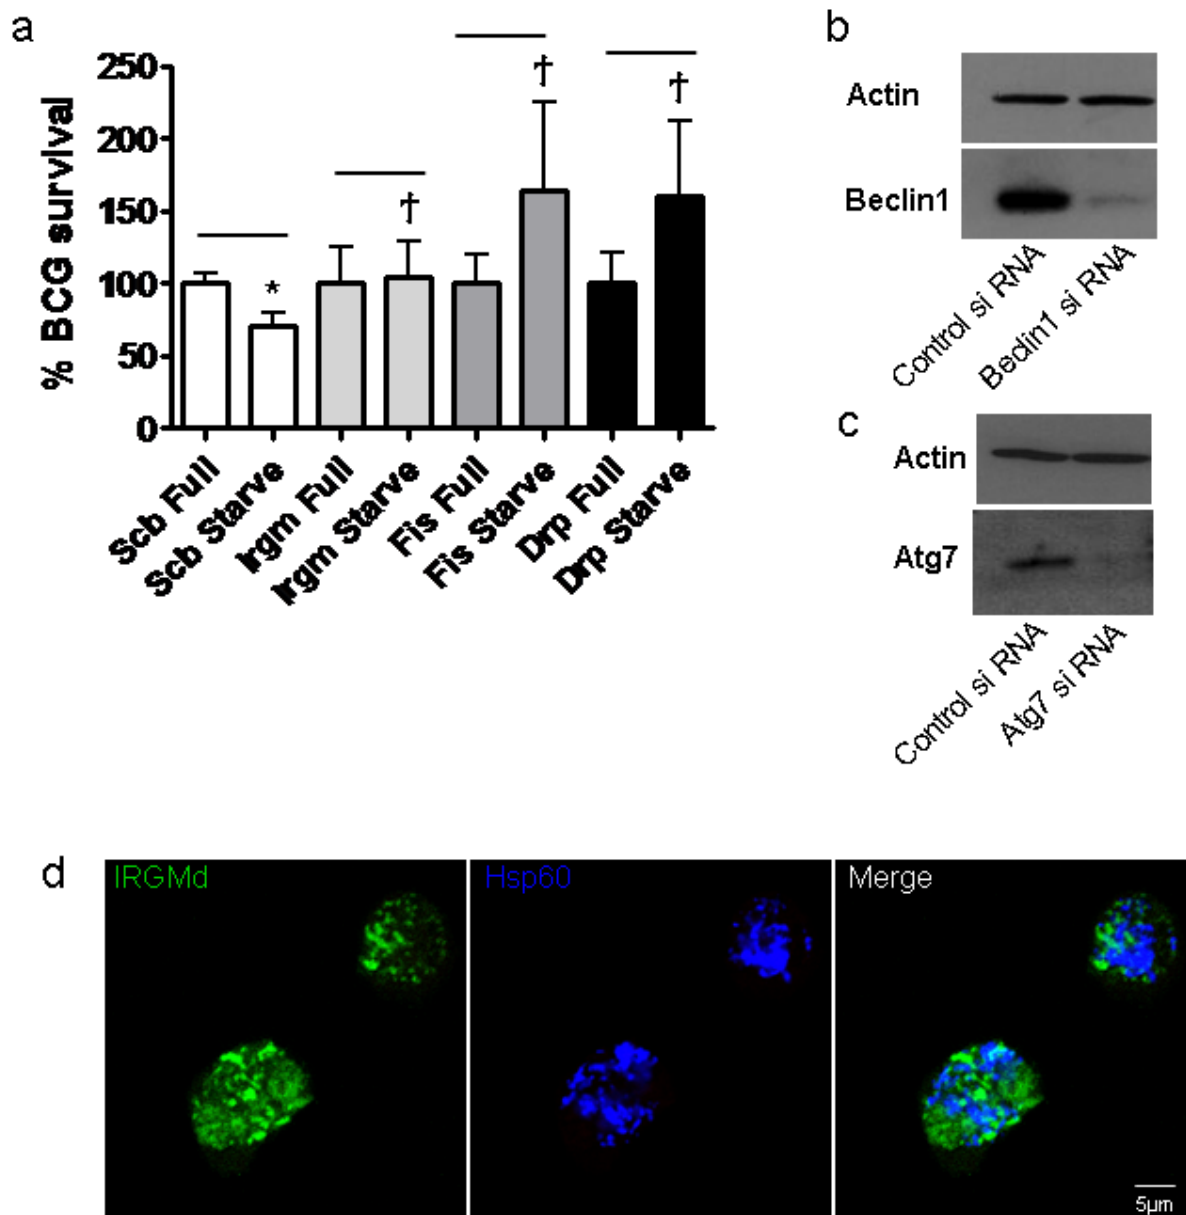 a
% BCG survival
250
200
150
100
50
0
*
†
†
†
Scb Full
Scb Starve
Irgm Full
Irgm Starve
Fis Full
Fis Starve
Drp Full
Drp Starve
b
Actin
Beclin1
Control si RNA
Beclin1 si RNA
c
Actin
Atg7
Control si RNA
Atg7 si RNA
d
IRGMd
Hsp60
Merge
5µm